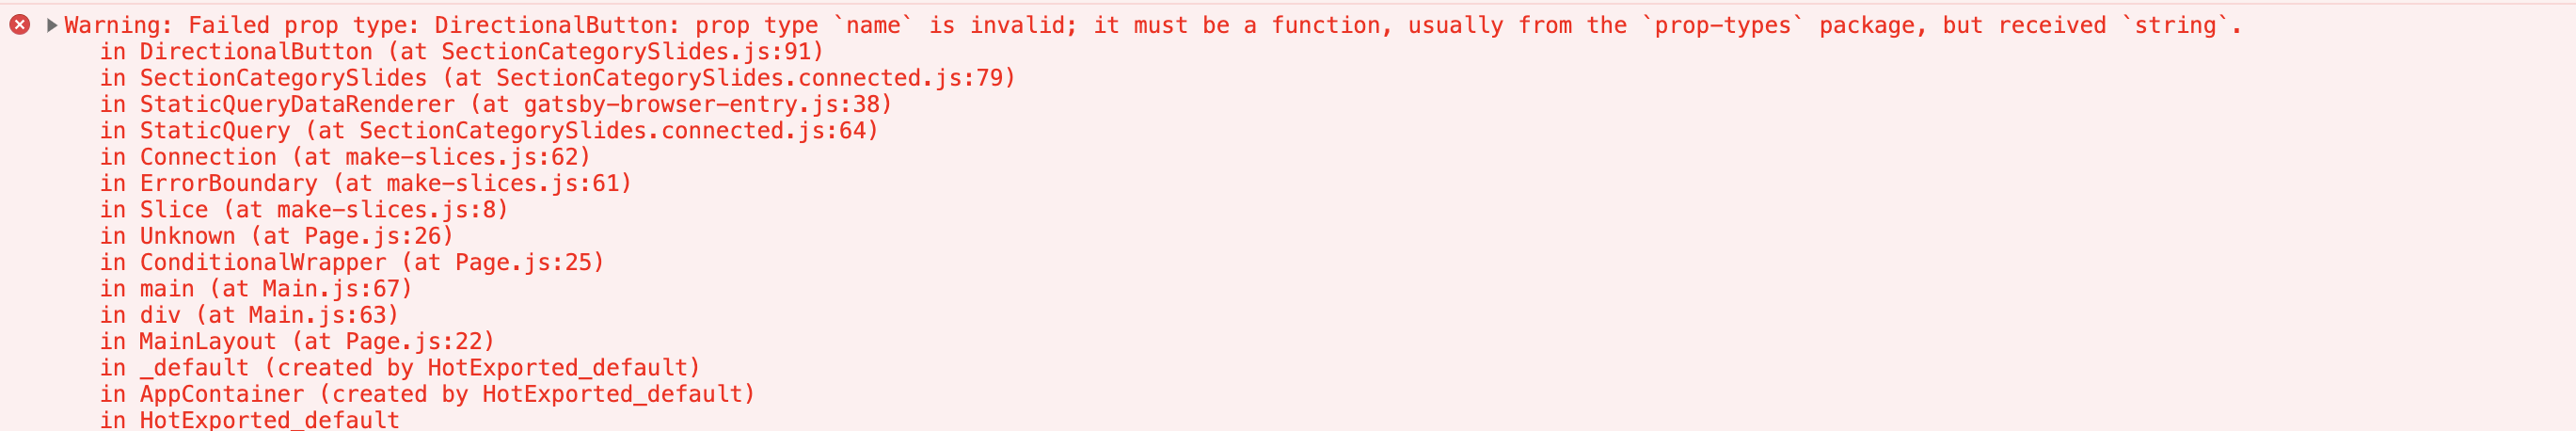 Warning: Failed prop type: DirectionalButton: prop type `name` is invalid; it must be a function, usually from the `prop-types` package, but received `string`.
in DirectionalButton (at SectionCategorySlides.js:91)
in SectionCategorySlides (at SectionCategorySlides.connected.js:79)
in StaticQueryDataRenderer (at gatsby-browser-entry.js:38)
in StaticQuery (at SectionCategorySlides.connected.js:64)
in Connection (at make-slices.js:62)
in ErrorBoundary (at make-slices.js:61)
in Slice (at make-slices.js:8)
in Unknown (at Page.js:26)
in ConditionalWrapper (at Page.js:25)
in main (at Main.js:67)
in div (at Main.js:63)
in MainLayout (at Page.js:22)
in _default (created by HotExported_default)
in AppContainer (created by HotExported_default)
in HotExported_default